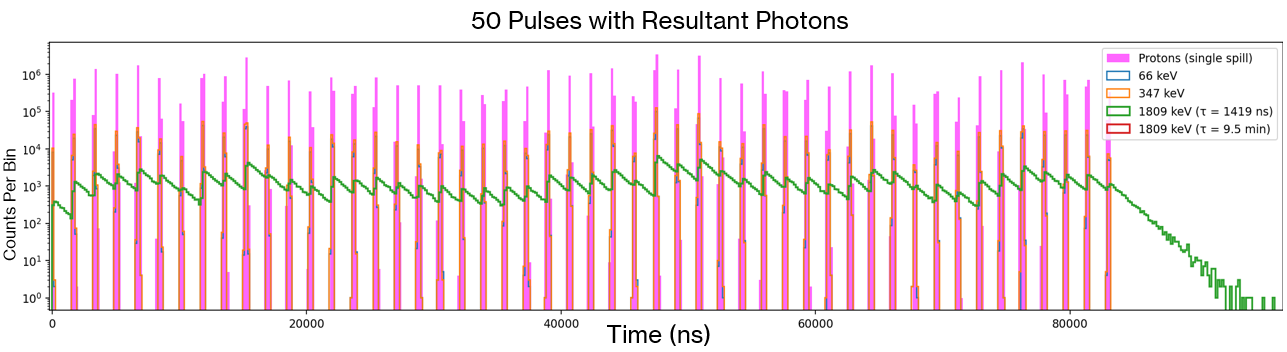 50 Pulses with Resultant Photons
Counts Per Bin
10⁶
10⁵
10⁴
10³
10²
10¹
10⁰
Protons (single spill)
66 keV
347 keV
1809 keV (τ = 1419 ns)
1809 keV (τ = 9.5 min)
0 20000 40000 60000 80000
Time (ns)